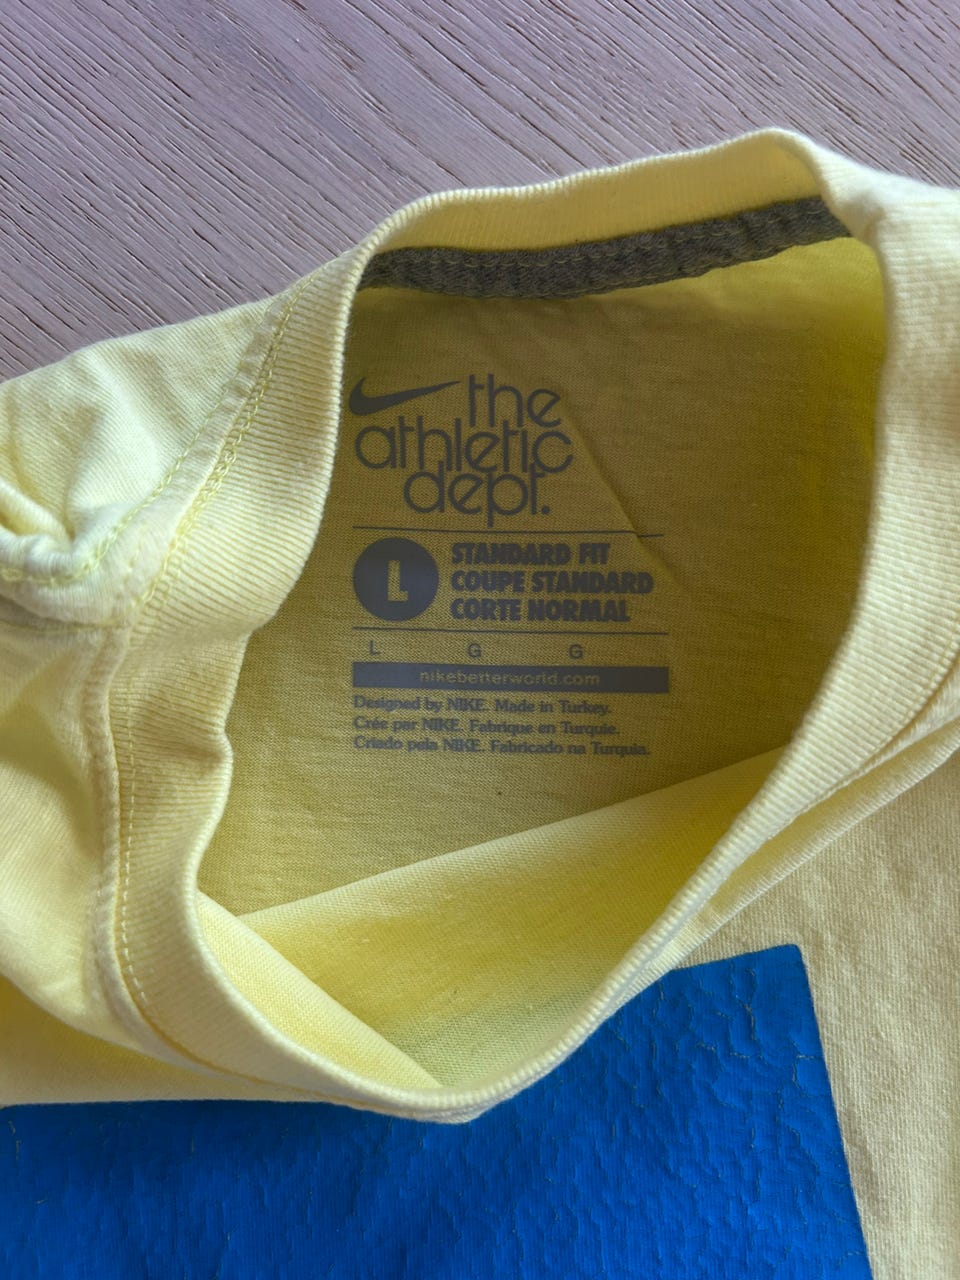 the
athletic
dept.
L
STANDARD FIT
COUPE STANDARD
CORTE NORMAL
L G G
nikebetterworld.com
Designed by NIKE. Made in Turkey.
Crée par NIKE. Fabrique en Turquie.
Criado pela NIKE. Fabricado na Turquia.